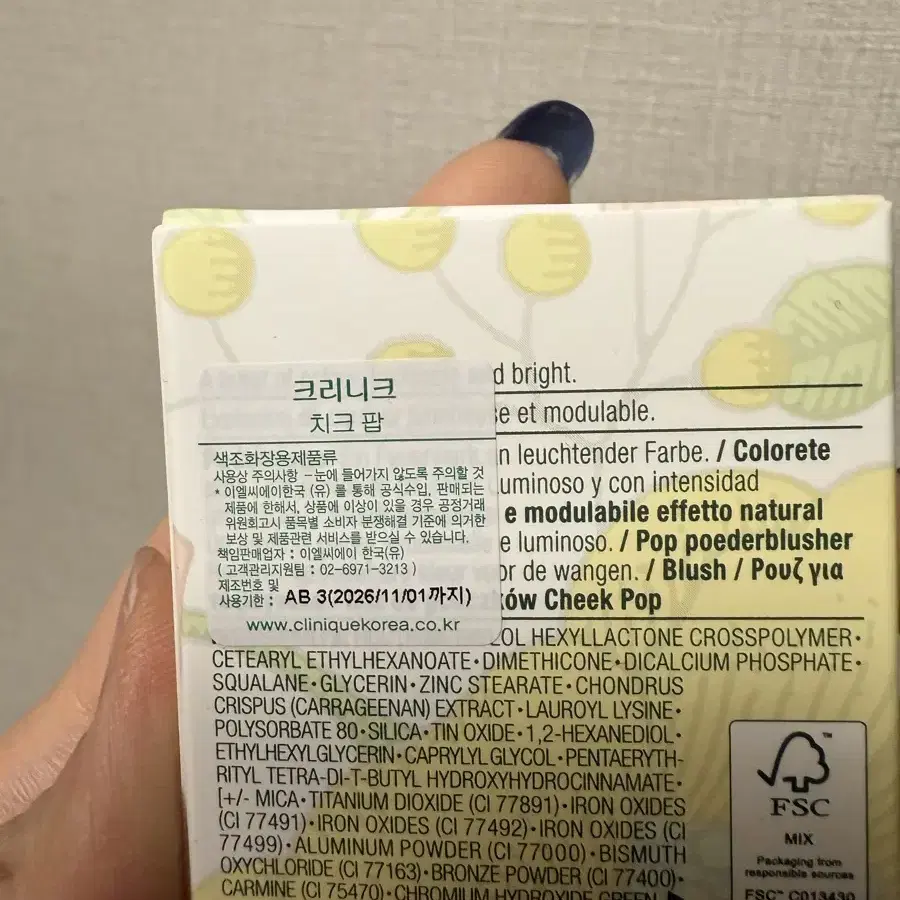 크리니크
치크 팝
색조화장용제품류
사용상 주의사항 - 눈에 들어가지 않도록 주의할 것
* 이엘씨에이한국 (유) 를 통해 공식수입, 판매되는
제품에 한해서, 상품에 이상이 있을 경우 공정거래
위원회고시 품목별 소비자 분쟁해결 기준에 의거한
보상 및 제품관련 서비스를 받으실 수 있습니다.
책임판매업자 : 이엘씨에이 한국(유)
( 고객관리지원팀 : 02-6971-3213 )
제조번호 및
사용기한 : AB 3(2026/11/01까지)
www.cliniquekorea.co.kr
d bright.
se et modulable.
n leuchtender Farbe. / Colorete
uminoso y con intensidad
e modulabile effetto natural
e luminoso. / Pop poederblusher
or de wangen. / Blush / Ρουζ για
ków Cheek Pop
OL HEXYLLACTONE CROSSPOLYMER •
CETEARYL ETHYLHEXANOATE • DIMETHICONE • DICALCIUM PHOSPHATE •
SQUALANE • GLYCERIN • ZINC STEARATE • CHONDRUS
CRISPUS (CARRAGEENAN) EXTRACT • LAUROYL LYSINE •
POLYSORBATE 80 • SILICA • TIN OXIDE • 1,2-HEXANEDIOL •
ETHYLHEXYLGLYCERIN • CAPRYLYL GLYCOL • PENTAERYTH-
RITYL TETRA-DI-T-BUTYL HYDROXYHYDROCINNAMATE •
[+/- MICA • TITANIUM DIOXIDE (CI 77891) • IRON OXIDES
(CI 77491) • IRON OXIDES (CI 77492) • IRON OXIDES (CI
77499) • ALUMINUM POWDER (CI 77000) • BISMUTH
OXYCHLORIDE (CI 77163) • BRONZE POWDER (CI 77400) •
CARMINE (CI 75470) • CHROMIUM HYDROXIDE GREEN
FSC
MIX
Packaging from
responsible sources
FSC™ C013430